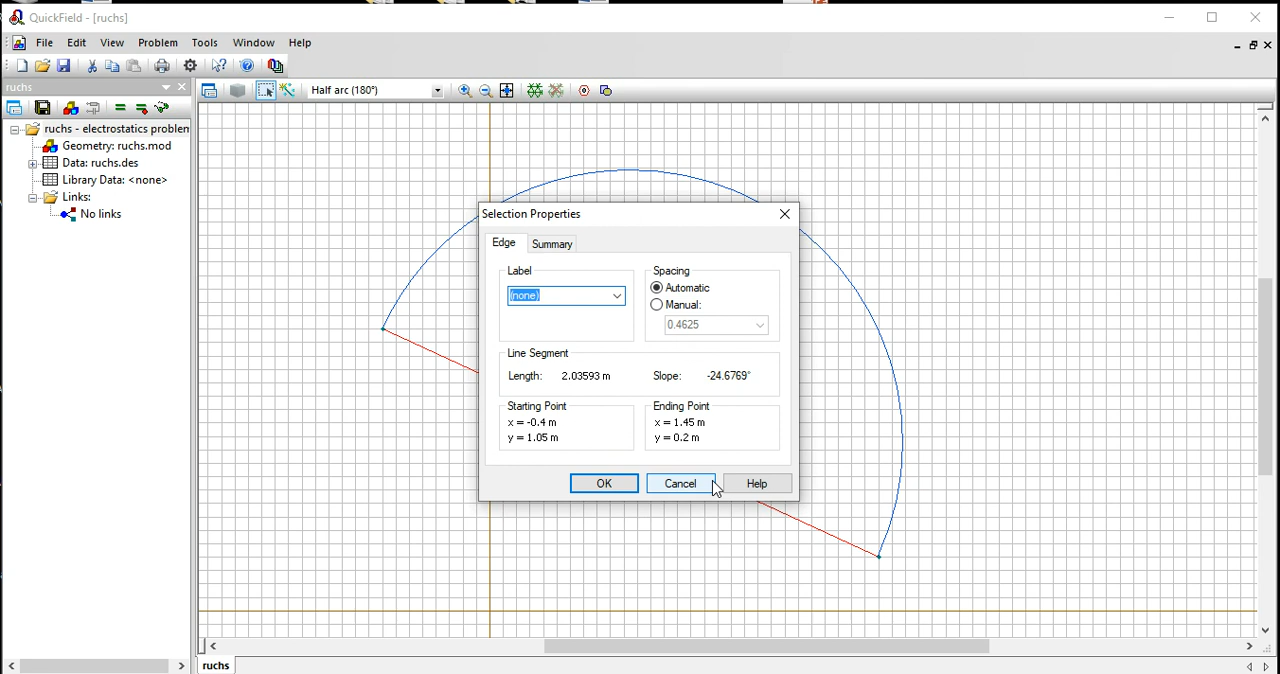 QuickField - [ruchs]
File Edit View Problem Tools Window Help
ruchs
Half arc (180°)
ruchs - electrostatics problem
Geometry: ruchs.mod
Data: ruchs.des
Library Data: <none>
Links:
No links
Selection Properties
Edge Summary
Label
(none)
Spacing
Automatic
Manual:
0.4625
Line Segment
Length: 2.03593 m Slope: -24.6769°
Starting Point
x = -0.4 m
y = 1.05 m
Ending Point
x = 1.45 m
y = 0.2 m
OK Cancel Help
ruchs